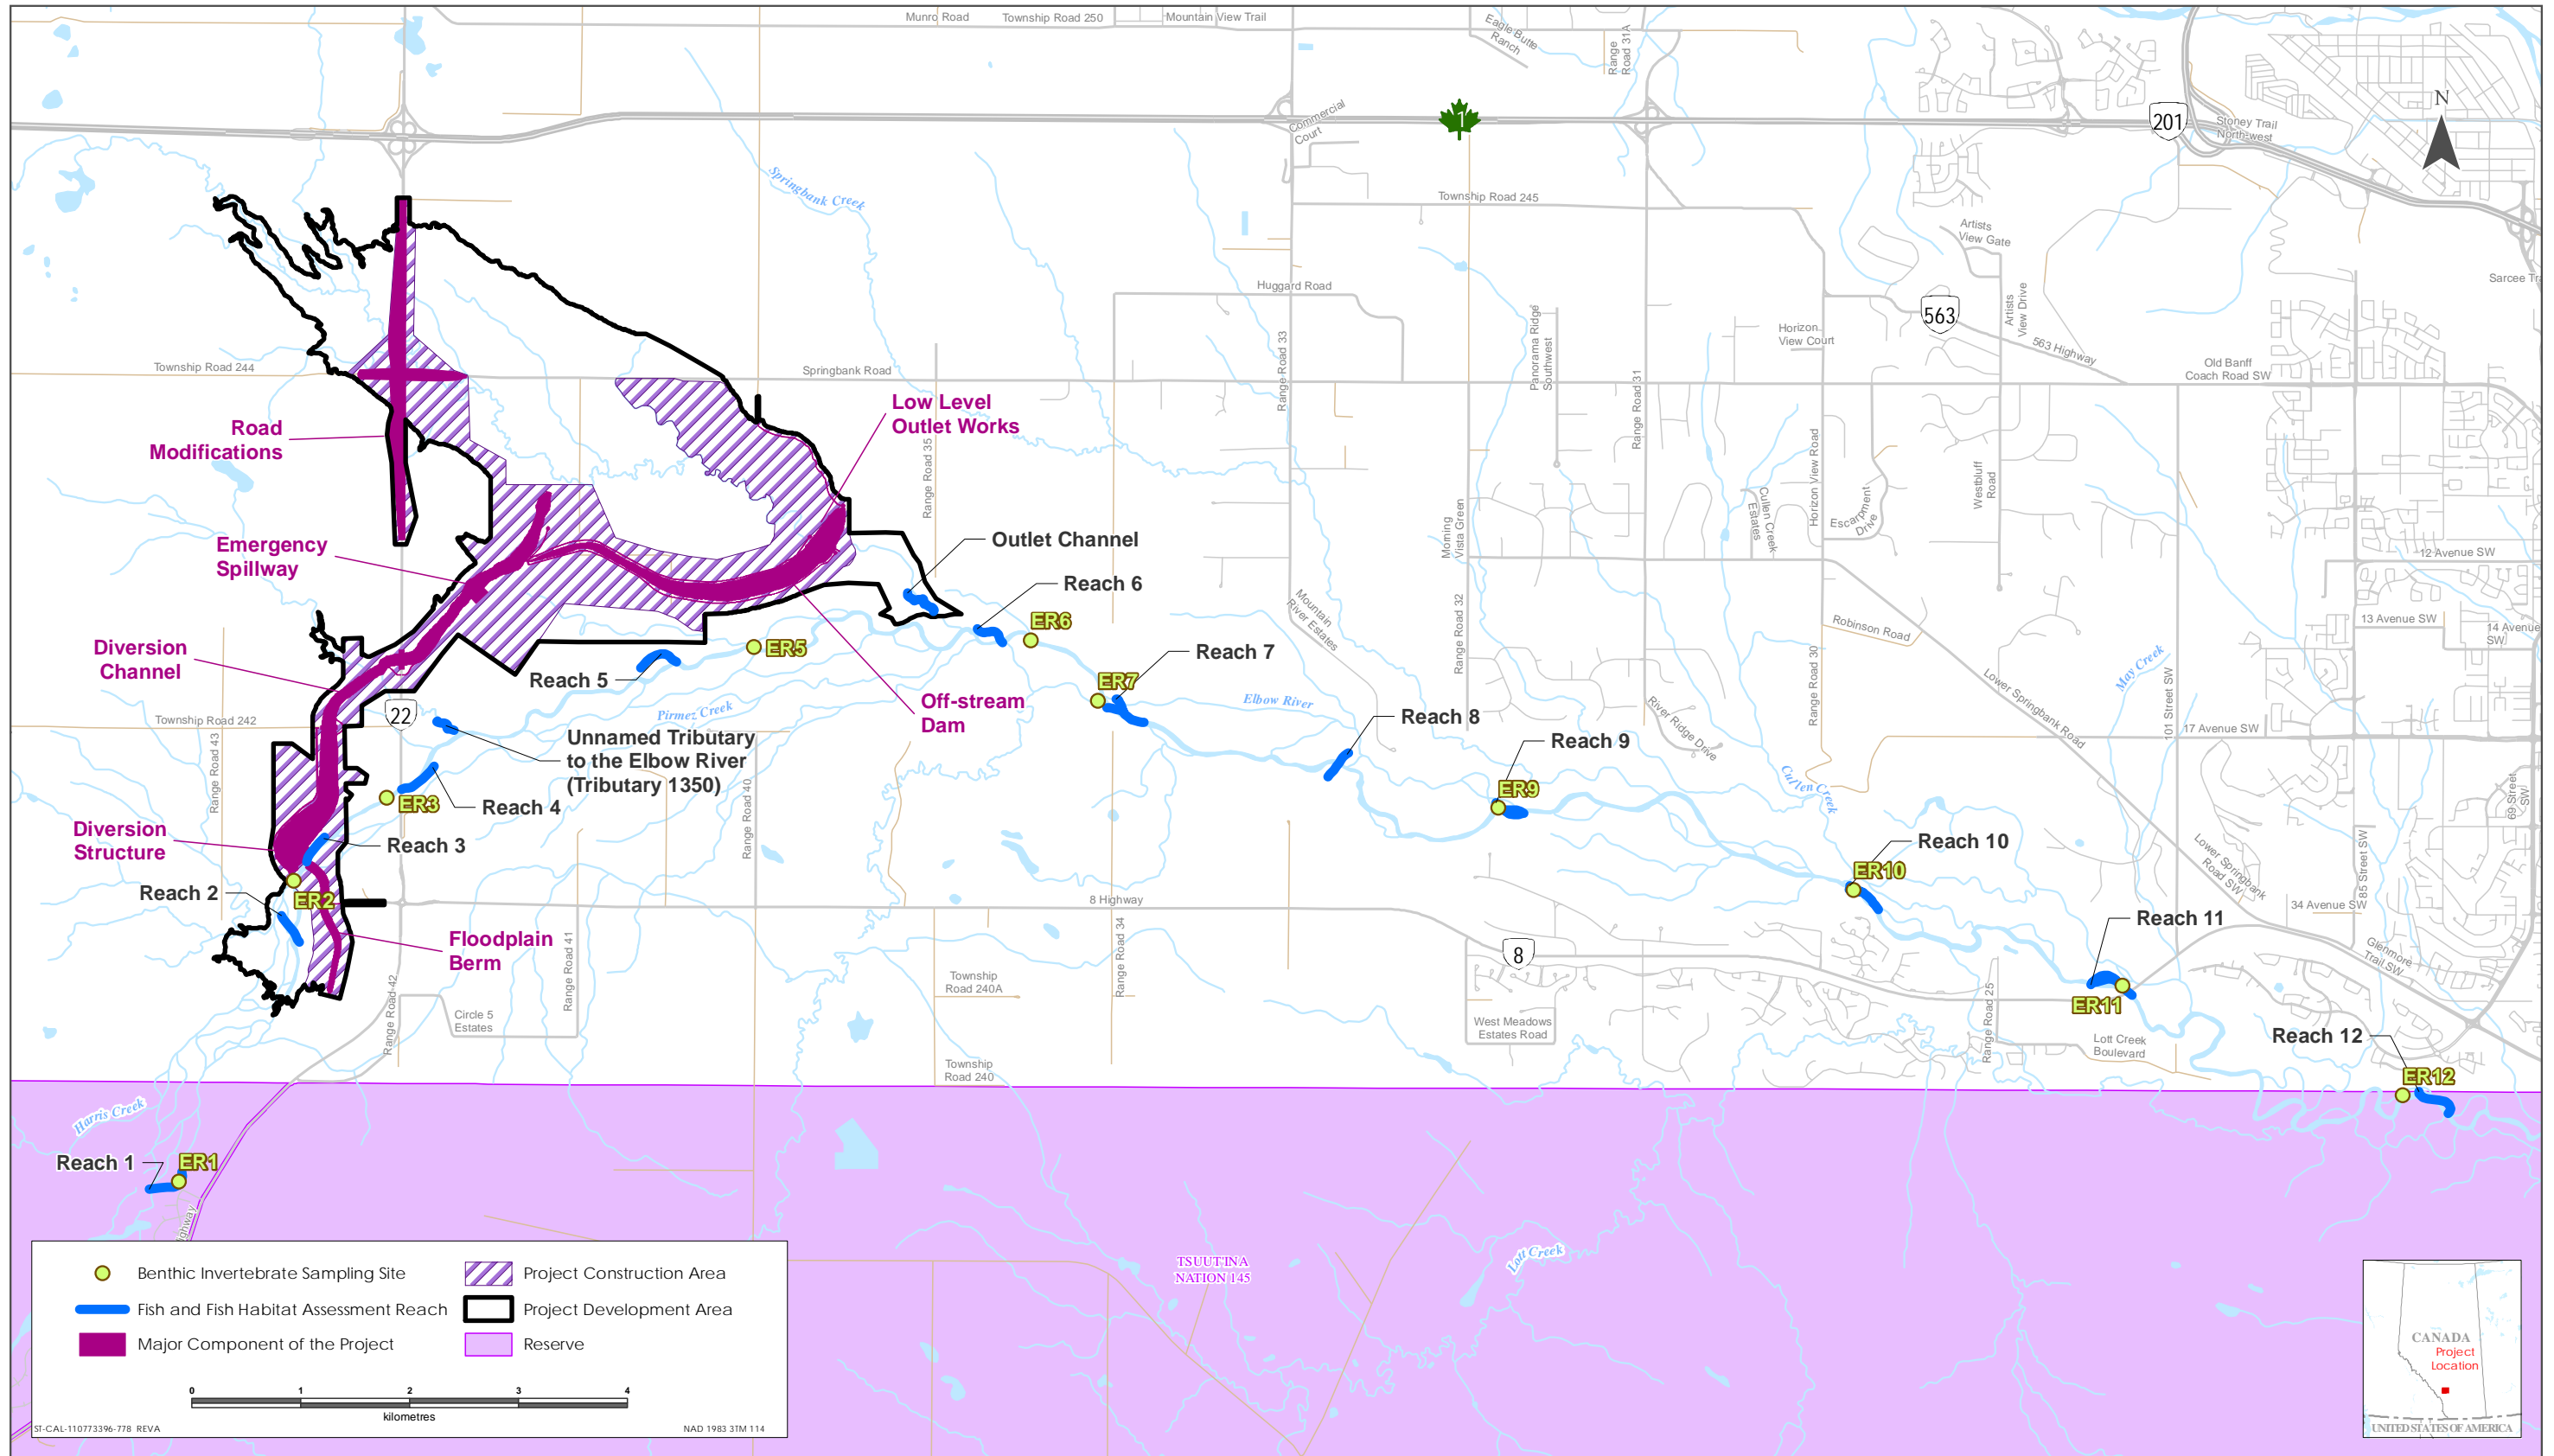 Munro Road
Township Road 250
Mountain View Trail
Eagle Butte
Ranch
Range
Road 31A
Commercial
Court
1
201
Stoney Trail
North-west
N
Springbank Creek
Township Road 245
Artists
View Gate
Sarcee Tra
Huggard Road
Range Road 33
Panorama Ridge
Southwest
Horizon
View Court
563
Artists
View Drive
563 Highway
Township Road 244
Springbank Road
Old Banff
Coach Road SW
Range Road 31
Low Level
Outlet Works
Road
Modifications
Range Road 35
Horizon View Road
Westbluff
Road
Cullen Creek
Estates
Escarpment
Drive
Morning
Vista Green
Emergency
Spillway
Outlet Channel
12 Avenue SW
Reach 6
Mountain
River Estates
Range Road 32
ER6
Robinson Road
13 Avenue SW
14 Avenue
SW
Diversion
Channel
ER5
Reach 7
Reach 5
ER7
Range Road 30
Lower Springbank Road
May Creek
101 Street SW
Off-stream
Dam
Elbow River
22
Township Road 242
Pirmez Creek
Reach 8
River Ridge Drive
17 Avenue SW
Range Road 43
Unnamed Tributary
to the Elbow River
(Tributary 1350)
Reach 9
Cullen Creek
69 Street
SW
ER3
Reach 4
Range Road 40
ER9
Diversion
Structure
Reach 3
Reach 10
Lower Springbank
Road SW
85 Street SW
ER10
Reach 2
ER2
8 Highway
34 Avenue SW
Reach 11
Floodplain
Berm
Range Road 41
Range Road 34
8
Glenmore
Trail SW
Township
Road 240A
Range Road 42
ER11
Circle 5
Estates
West Meadows
Estates Road
Range Road 25
Lott Creek
Boulevard
Reach 12
Township
Road 240
ER12
Harris Creek
Reach 1
ER1
ighway
TSUUT'INA
NATION 145
Lott Creek
Benthic Invertebrate Sampling Site
Fish and Fish Habitat Assessment Reach
Major Component of the Project
Project Construction Area
Project Development Area
Reserve
0 1 2 3 4
kilometres
ST-CAL-110773396-778 REVA
NAD 1983 3TM 114
CANADA
Project
Location
UNITED STATES OF AMERICA